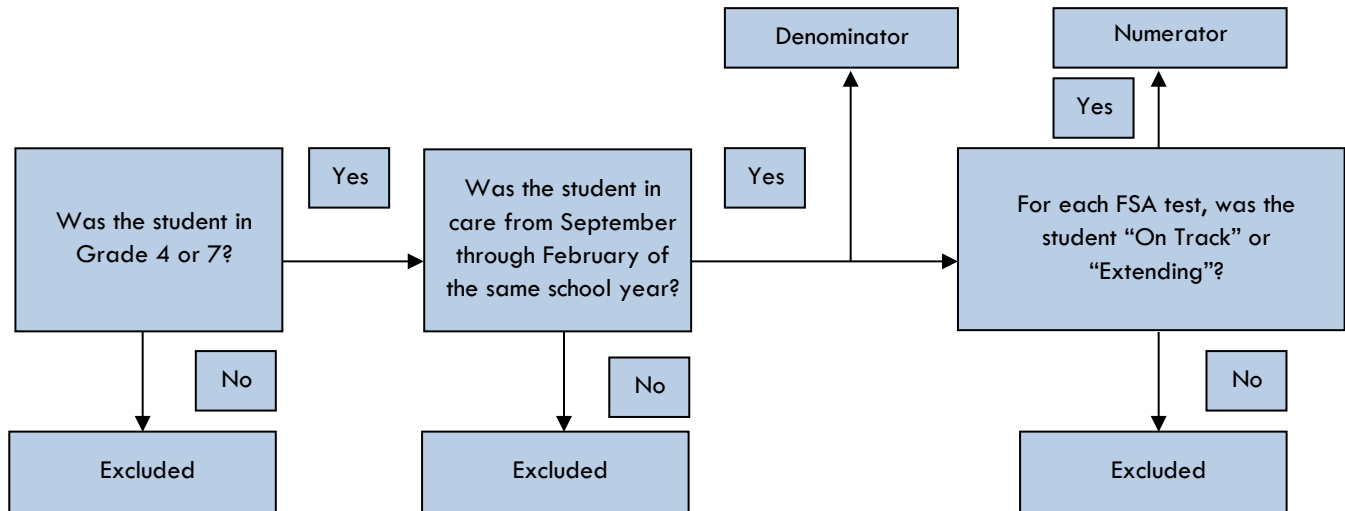 Denominator
Numerator
Yes
Was the student in
Grade 4 or 7?
Yes
Was the student in
care from September
through February of
the same school year?
Yes
For each FSA test, was the
student “On Track” or
“Extending”?
No
No
No
Excluded
Excluded
Excluded